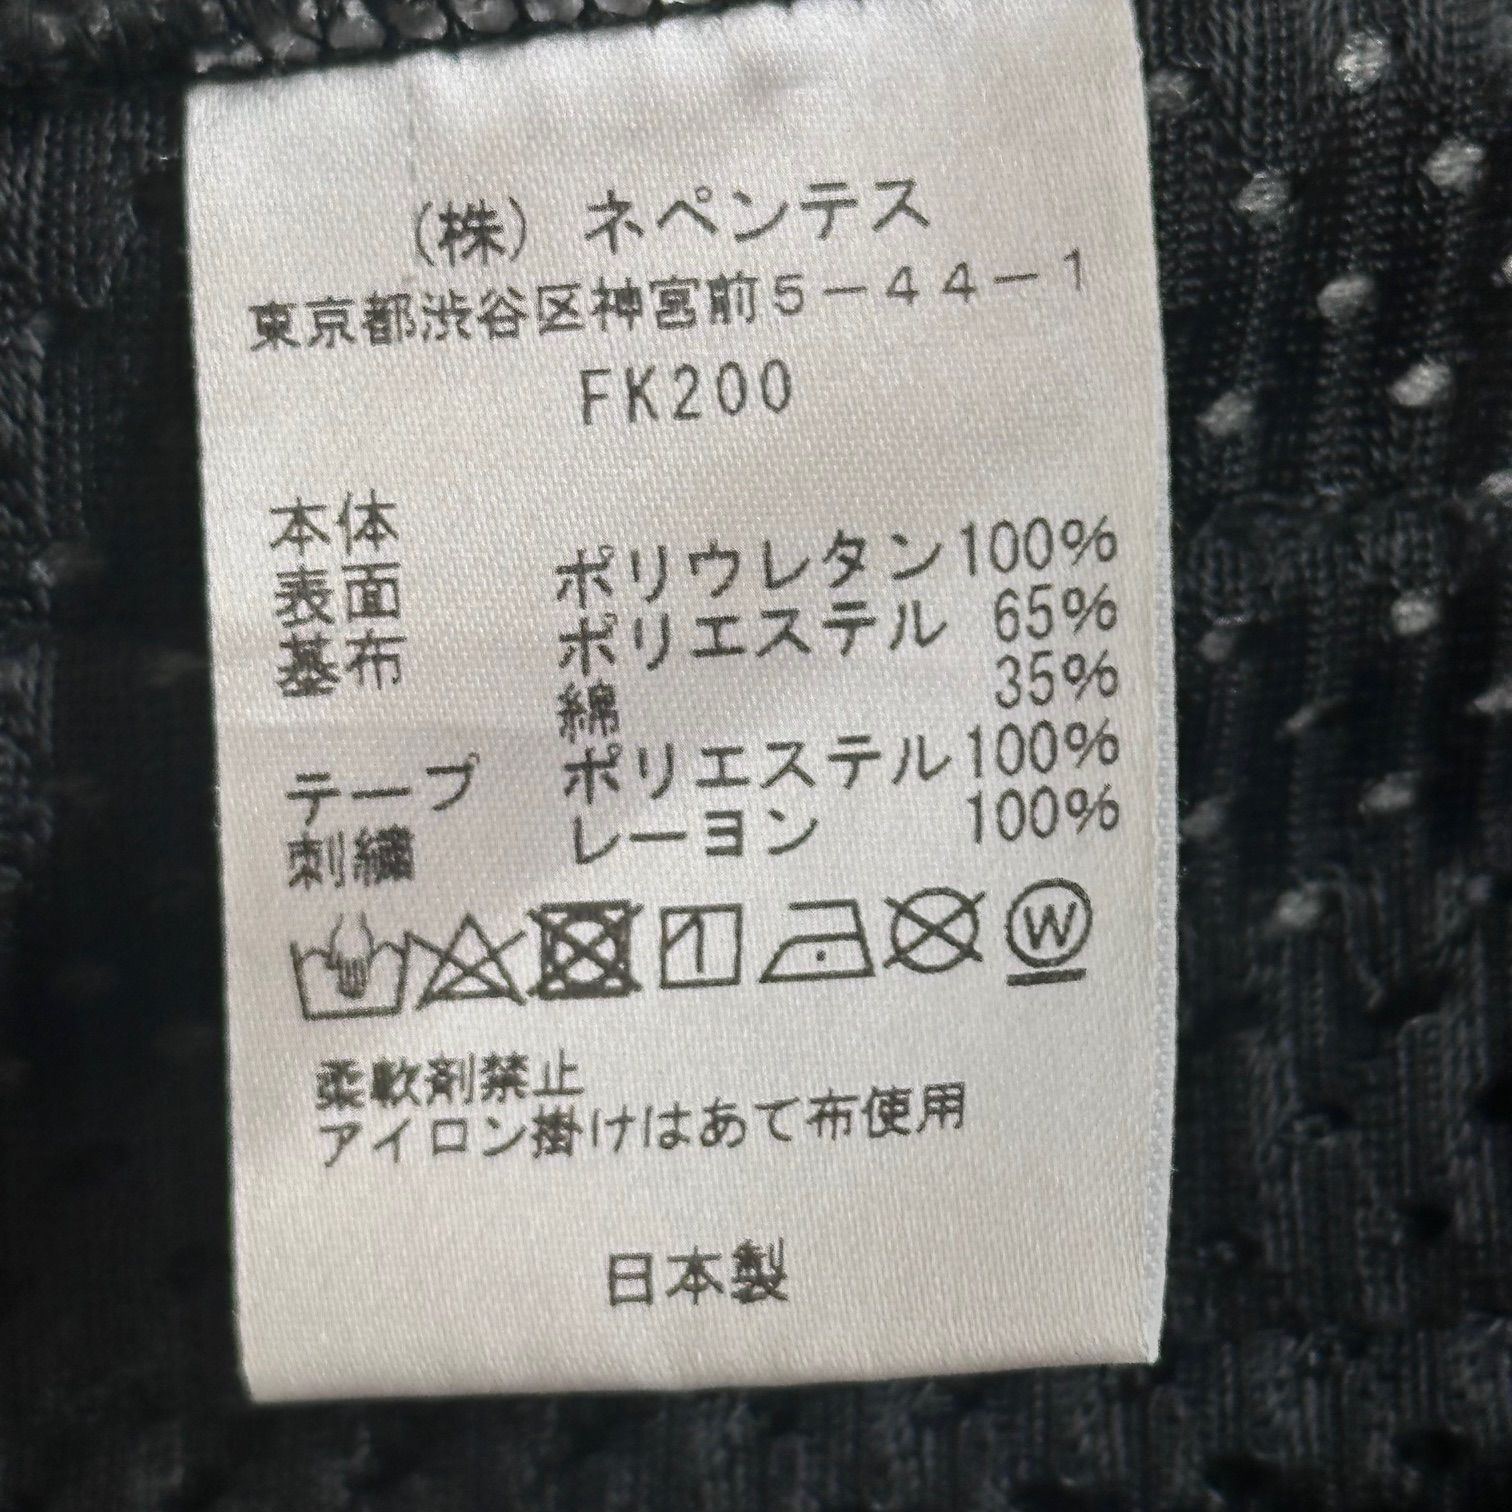 （株） ネペンテス
東京都渋谷区神宮前5－44－1
FK200
本体
表面 ポリウレタン100%
基布 ポリエステル 65%
綿 35%
テープ ポリエステル100%
刺繍 レーヨン 100%
W
柔軟剤禁止
アイロン掛けはあて布使用
日本製